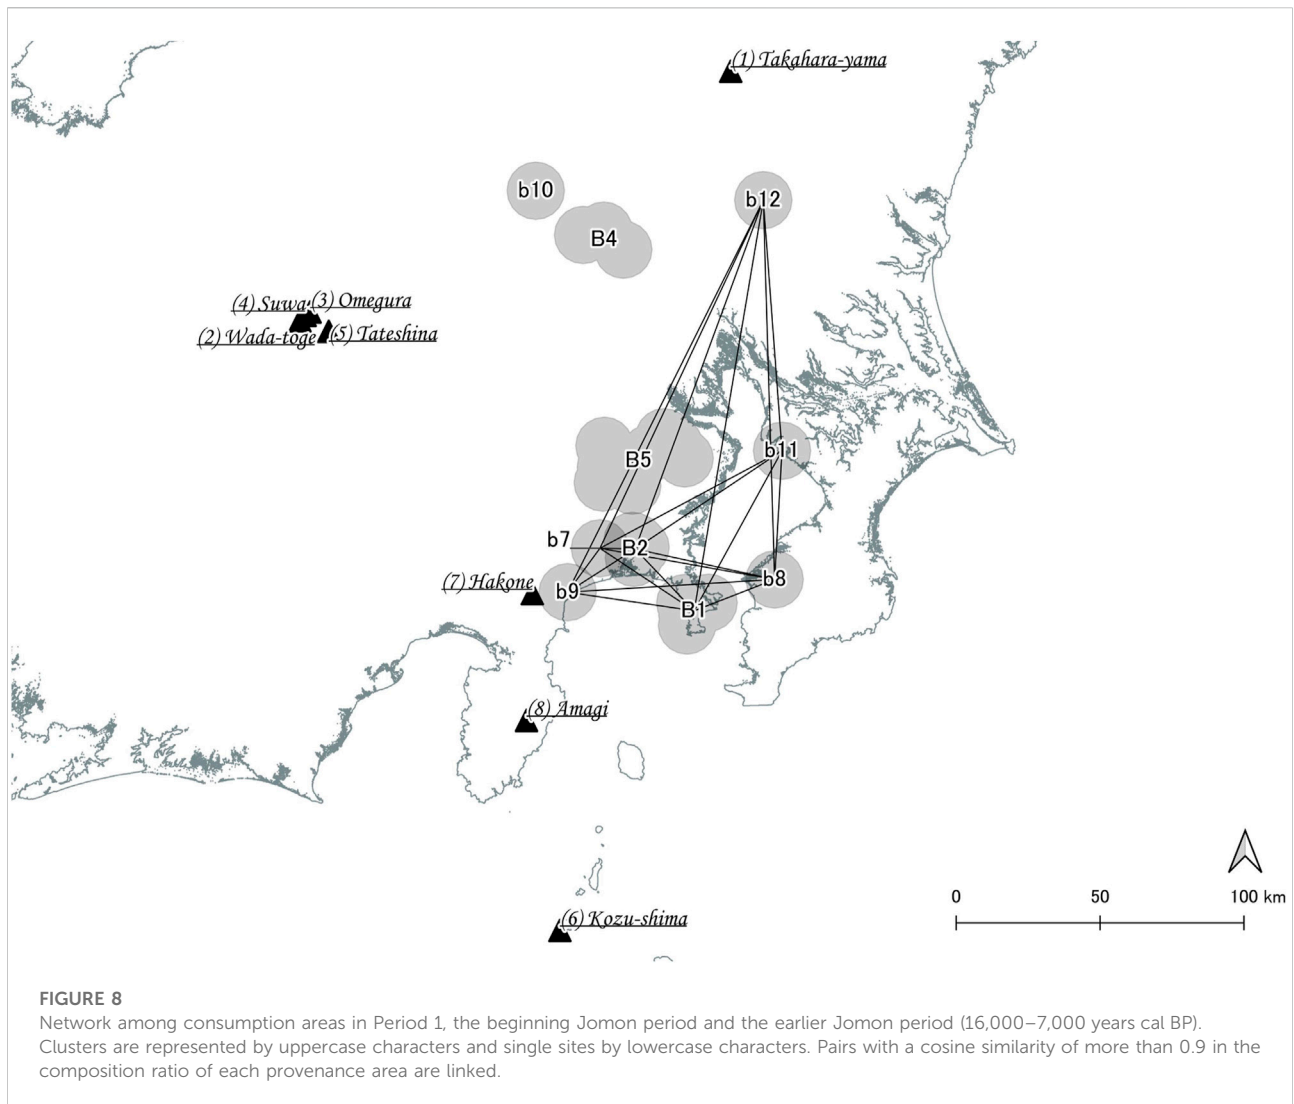 (1) Takahara-yama
b10
b12
B4
(4) Suwa
(3) Omegura
(2) Wada-toge
(5) Tateshina
b11
B5
b7
B2
(7) Hakone
b9
b8
B1
(8) Amagi
(6) Kozu-shima
0 50 100 km
FIGURE 8
Network among consumption areas in Period 1, the beginning Jomon period and the earlier Jomon period (16,000–7,000 years cal BP).
Clusters are represented by uppercase characters and single sites by lowercase characters. Pairs with a cosine similarity of more than 0.9 in the
composition ratio of each provenance area are linked.